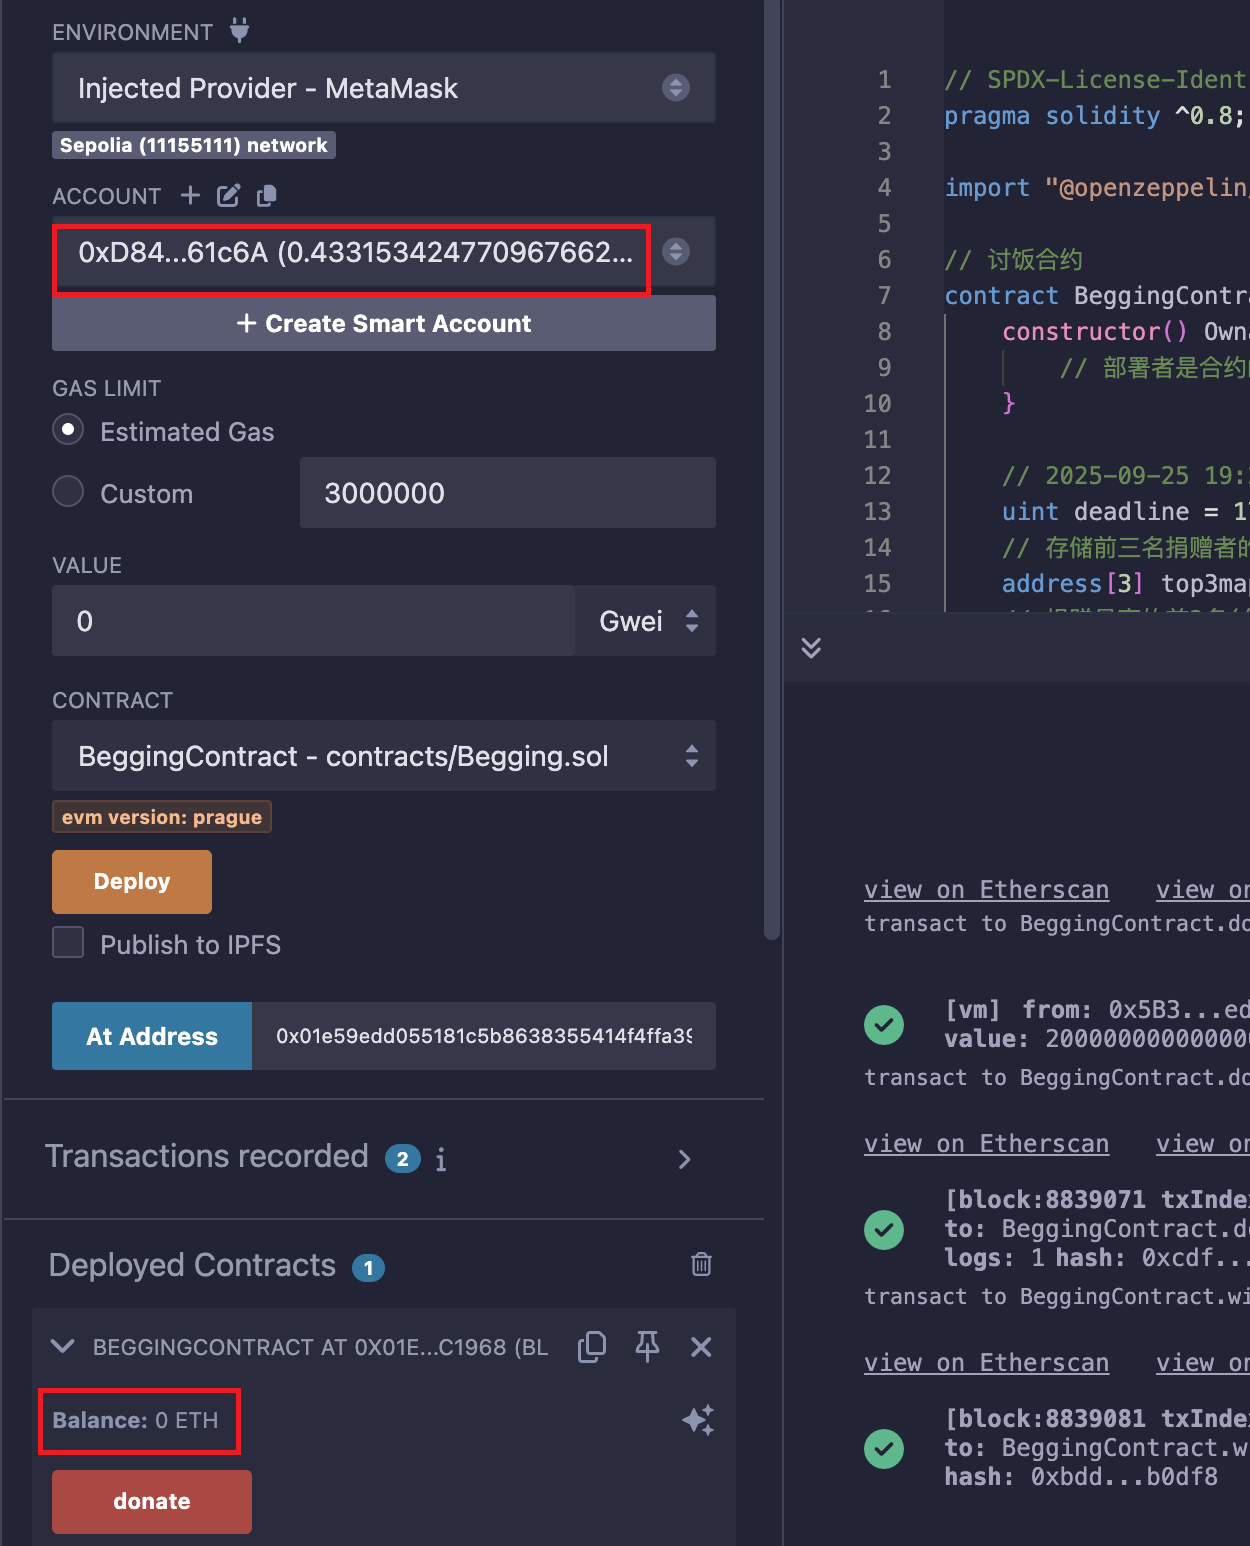 ENVIRONMENT
Injected Provider - MetaMask
Sepolia (11155111) network
ACCOUNT
0xD84...61c6A (0.433153424770967662...
+ Create Smart Account
GAS LIMIT
Estimated Gas
Custom
3000000
VALUE
0
Gwei
CONTRACT
BeggingContract - contracts/Begging.sol
evm version: prague
Deploy
Publish to IPFS
At Address
0x01e59edd055181c5b8638355414f4ffa39
Transactions recorded 2 i
Deployed Contracts 1
BEGGINGCONTRACT AT 0X01E...C1968 (BL
Balance: 0 ETH
donate
1 // SPDX-License-Ident
2 pragma solidity ^0.8;
3
4 import "@openzeppelin
5
6 // 讨饭合约
7 contract BeggingContra
8 constructor() Own
9 // 部署者是合约
10 }
11
12 // 2025-09-25 19:
13 uint deadline = 1
14 // 存储前三名捐赠者的
15 address[3] top3map
view on Etherscan view on
transact to BeggingContract.do
[vm] from: 0x5B3...ed
value: 20000000000000
transact to BeggingContract.do
view on Etherscan view on
[block:8839071 txInde
to: BeggingContract.do
logs: 1 hash: 0xcdf...
transact to BeggingContract.wi
view on Etherscan view on
[block:8839081 txInde
to: BeggingContract.w
hash: 0xbdd...b0df8